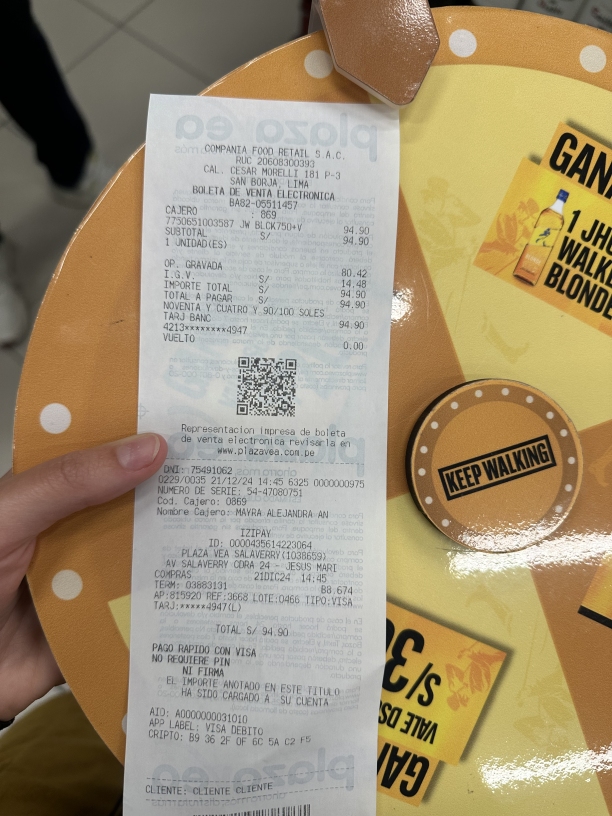 COMPANIA FOOD RETAIL S.A.C.
RUC 20608300393
CAL. CESAR MORELLI 181 P-3
SAN BORJA, LIMA
BOLETA DE VENTA ELECTRONICA
BA82-05511457
CAJERO : 869
7750651003587 JW BLCK750+V 94.90
SUBTOTAL S/ 94.90
1 UNIDAD(ES)
OP. GRAVADA 80.42
I.G.V. S/ 14.48
IMPORTE TOTAL S/ 94.90
TOTAL A PAGAR S/ 94.90
NOVENTA Y CUATRO Y 90/100 SOLES
TARJ BANC 94.90
4213********4947
VUELTO 0.00
Representacion impresa de boleta
de venta electronica revisarla en
www.plazavea.com.pe
DNI: 75491062
0229/0035 21/12/24 14:45 6325 0000000975
NUMERO DE SERIE: 54-47080751
Cod. Cajero: 0869
Nombre Cajero: MAYRA ALEJANDRA AN
IZIPAY
ID: 0000435614223064
PLAZA VEA SALAVERRY(1038659)
AV SALAVERRY CDRA 24 - JESUS MARI
COMPRAS 21DIC24 14:45
TERM: 03883131 B8.674
AP:815920 REF:3668 LOTE:0466 TIPO:VISA
TARJ:*****4947(L)
TOTAL S/ 94.90
PAGO RAPIDO CON VISA
NO REQUIERE PIN
NI FIRMA
EL IMPORTE ANOTADO EN ESTE TITULO
HA SIDO CARGADO A SU CUENTA
AID: A0000000031010
APP LABEL: VISA DEBITO
CRIPTO: B9 36 2F 0F 6C 5A C2 F5
CLIENTE: CLIENTE CLIENTE
GAN
1 JH
WALK
BLONDE
KEEP WALKING
GA
VALE DS
S/3